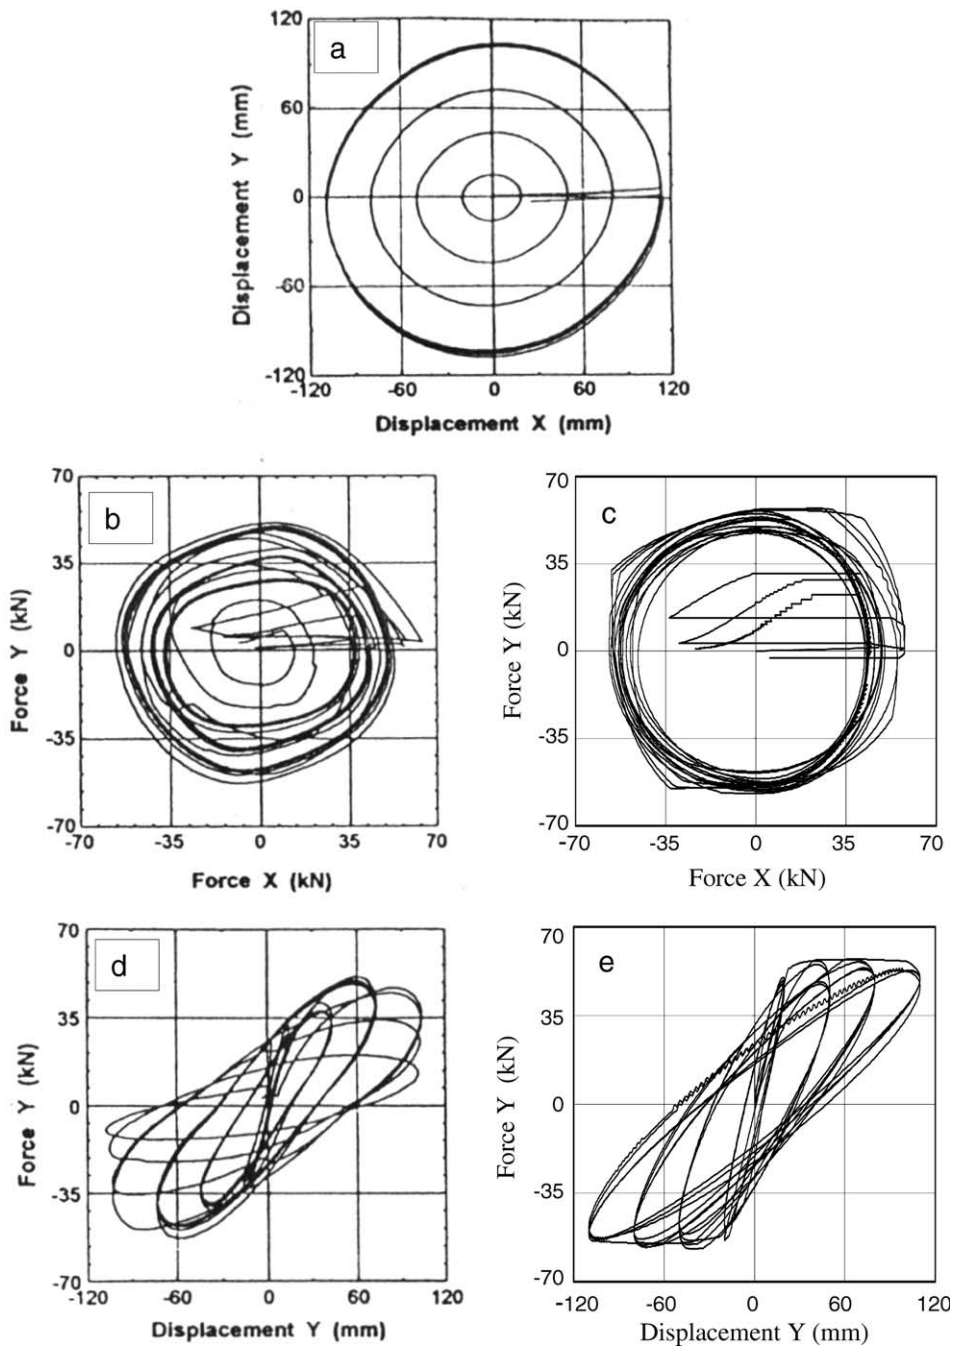 a
120
60
0
-60
-120
Displacement Y (mm)
-120 -60 0 60 120
Displacement X (mm)
b
70
35
0
-35
-70
Force Y (kN)
-70 -35 0 35 70
Force X (kN)
c
70
35
0
-35
-70
Force Y (kN)
-70 -35 0 35 70
Force X (kN)
d
70
35
0
-35
-70
Force Y (kN)
-120 -60 0 60 120
Displacement Y (mm)
e
70
35
0
-35
-70
Force Y (kN)
-120 -60 0 60 120
Displacement Y (mm)